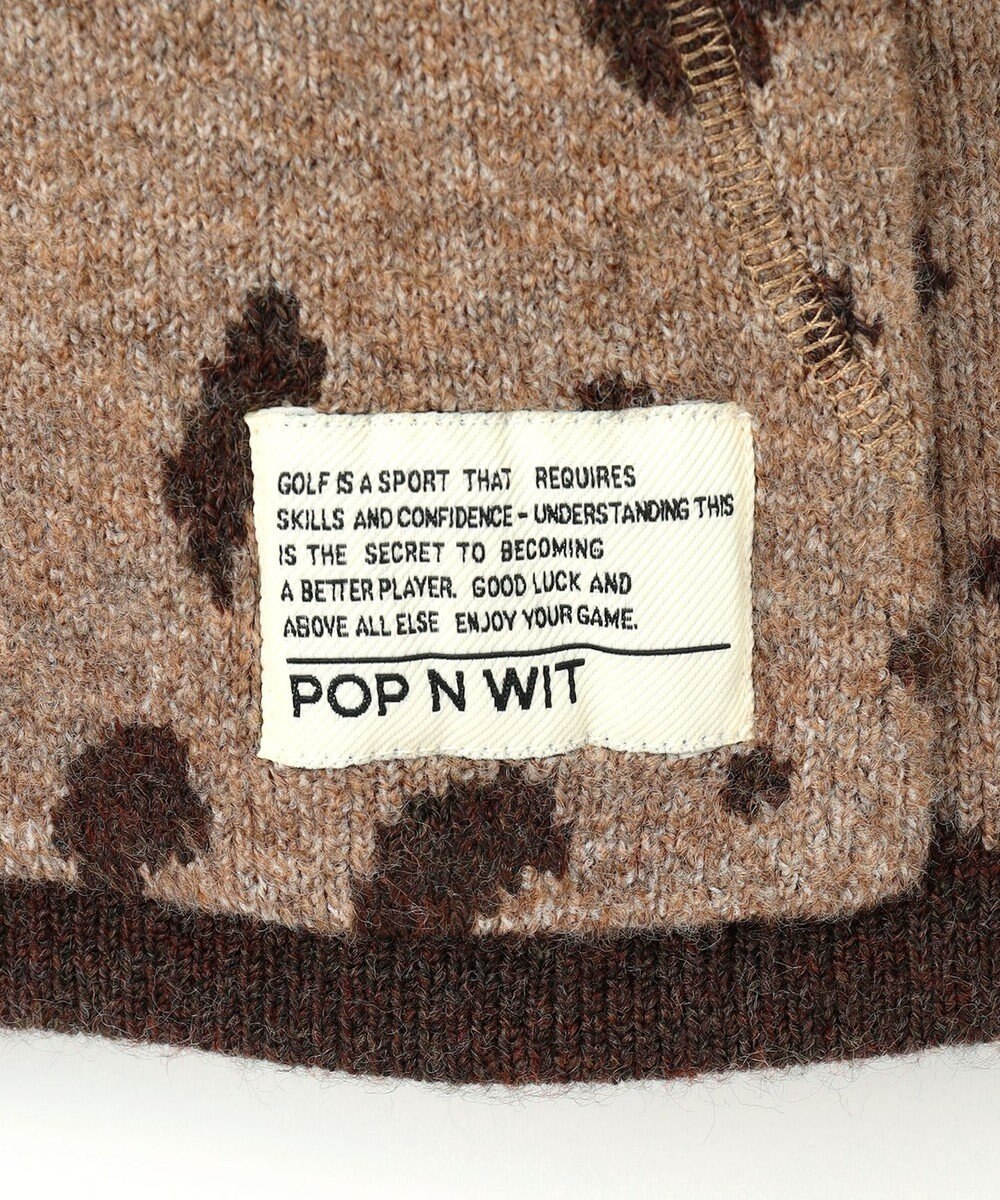 GOLF IS A SPORT THAT REQUIRES
SKILLS AND CONFIDENCE - UNDERSTANDING THIS
IS THE SECRET TO BECOMING
A BETTER PLAYER. GOOD LUCK AND
ABOVE ALL ELSE ENJOY YOUR GAME.
POP N WIT